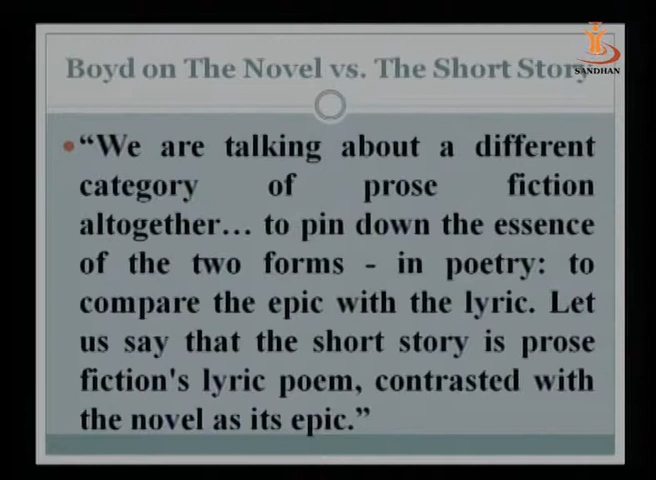 Boyd on The Novel vs. The Short Story
SANDHAN
“We are talking about a different
category of prose fiction
altogether… to pin down the essence
of the two forms - in poetry: to
compare the epic with the lyric. Let
us say that the short story is prose
fiction's lyric poem, contrasted with
the novel as its epic.”